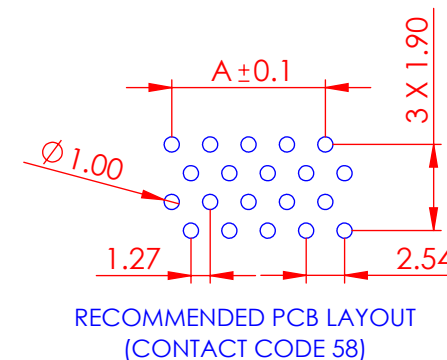 A ±0.1
3 X 1.90
Ø 1.00
1.27
2.54
RECOMMENDED PCB LAYOUT
(CONTACT CODE 58)